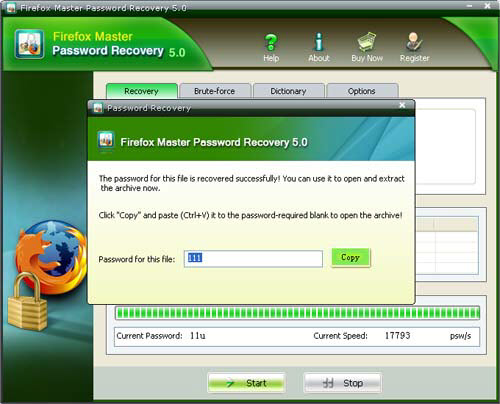 Firefox Master Password Recovery 5.0
Firefox Master
Password Recovery 5.0
Help
About
Buy Now
Register
Recovery
Brute-force
Dictionary
Options
Password Recovery
Firefox Master Password Recovery 5.0
The password for this file is recovered successfully! You can use it to open and extract
the archive now.
Click "Copy" and paste (Ctrl+V) it to the password-required blank to open the archive!
Password for this file: 111 Copy
Current Password: 11u Current Speed: 17793 psw/s
Start
Stop